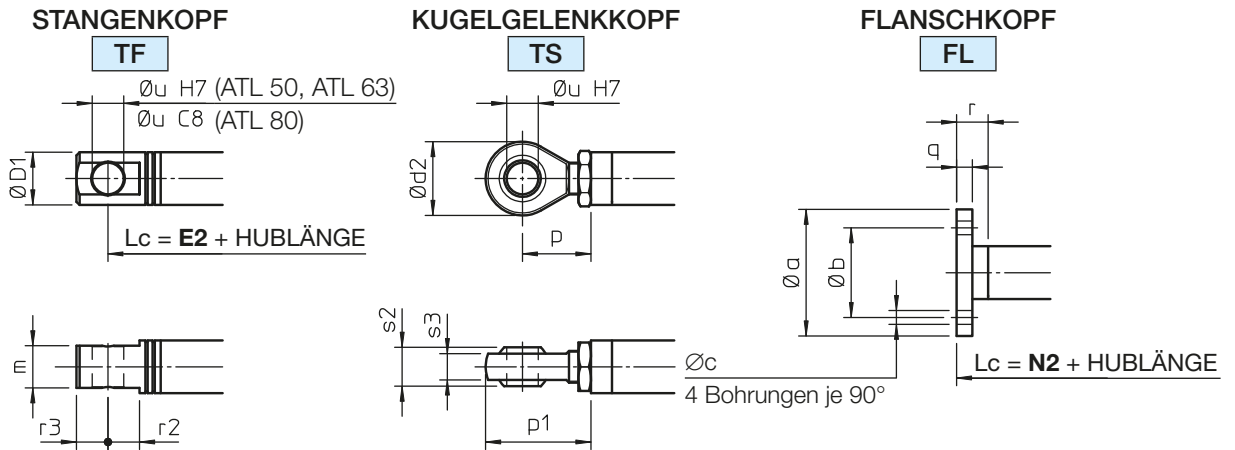 STANGENKOPF
TF
Øu H7 (ATL 50, ATL 63)
Øu C8 (ATL 80)
ØD1
Lc = E2 + HUBLÄNGE
m
r3
r2
KUGELGELENKKOPF
TS
Øu H7
Ød2
p
s2
s3
p1
FLANSCHKOPF
FL
r
q
Øa
Øb
Øc
4 Bohrungen je 90°
Lc = N2 + HUBLÄNGE